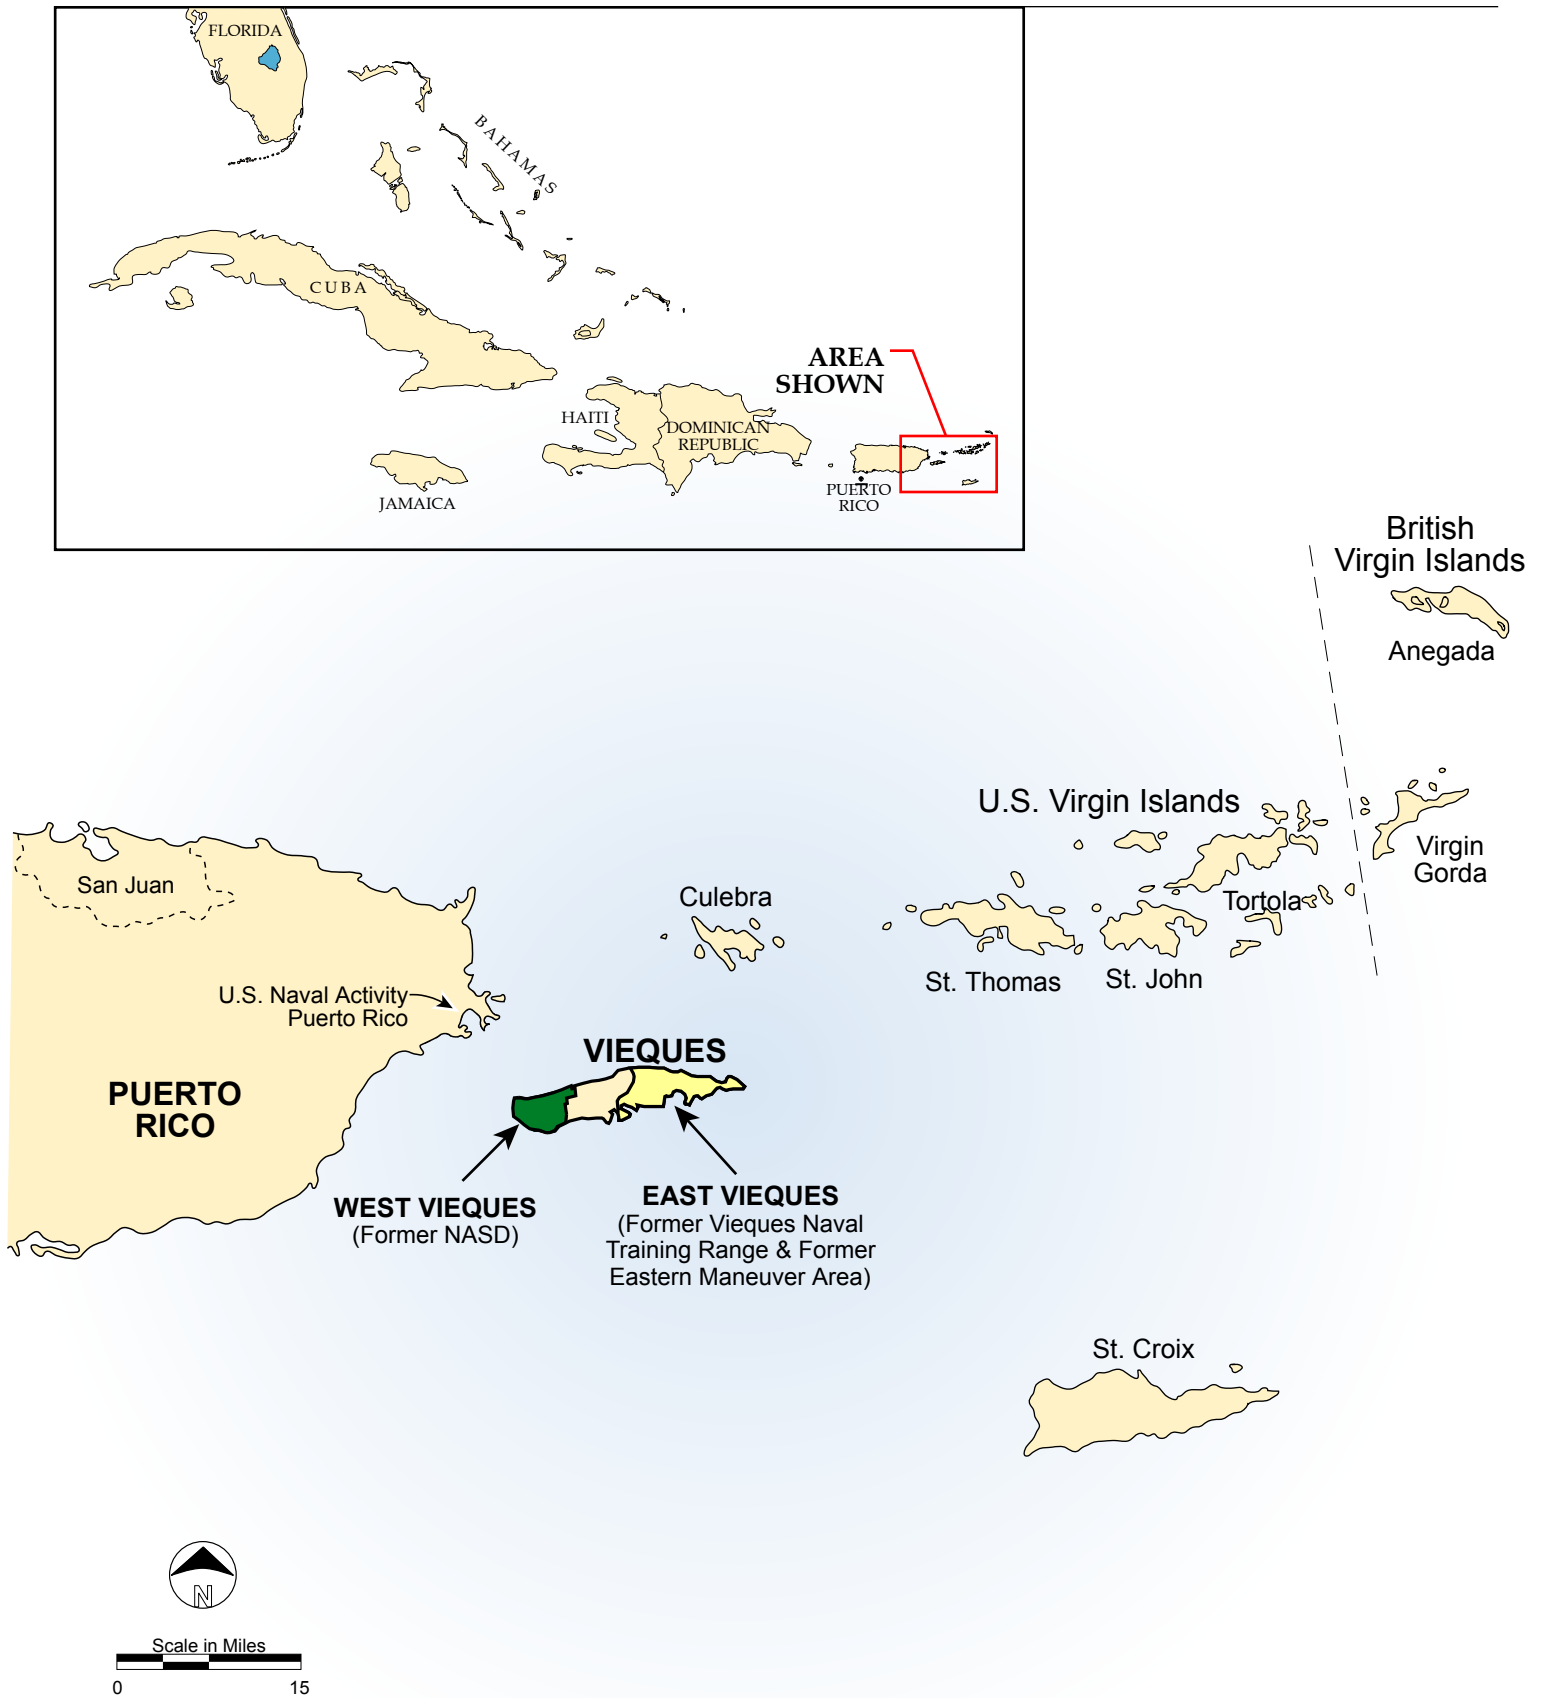 FLORIDA
BAHAMAS
CUBA
AREA
SHOWN
HAITI
DOMINICAN
REPUBLIC
JAMAICA
PUERTO
RICO
British
Virgin Islands
Anegada
U.S. Virgin Islands
Virgin
Gorda
San Juan
Culebra
Tortola
St. Thomas
St. John
U.S. Naval Activity
Puerto Rico
VIEQUES
PUERTO
RICO
WEST VIEQUES
(Former NASD)
EAST VIEQUES
(Former Vieques Naval
Training Range & Former
Eastern Maneuver Area)
St. Croix
N
Scale in Miles
0 15